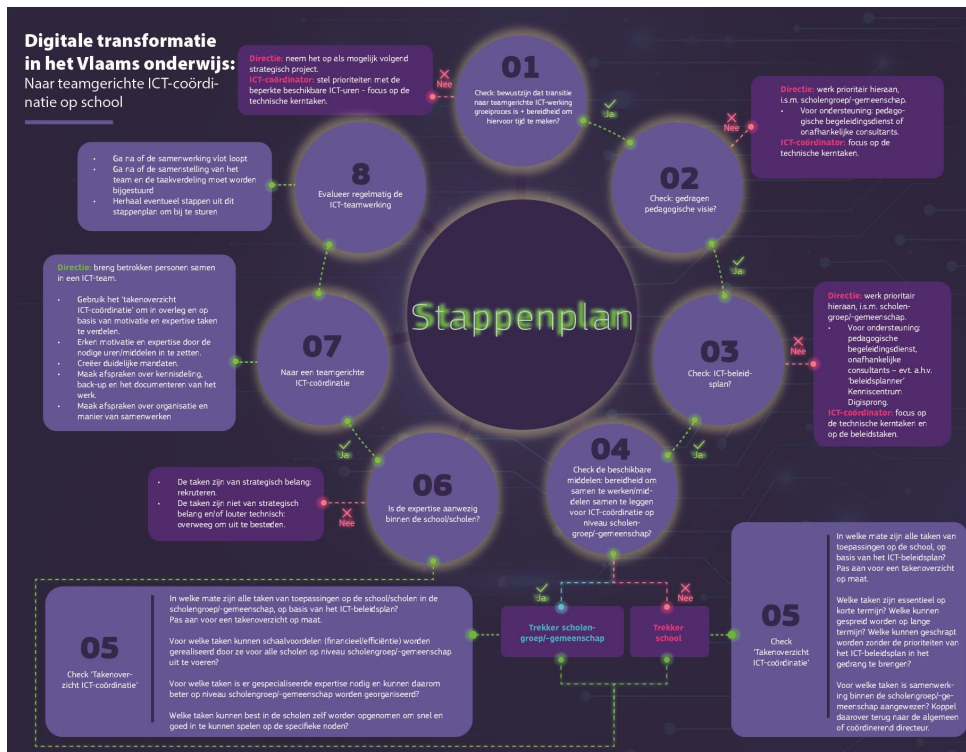 Digitale transformatie
in het Vlaams onderwijs:
Naar teamgerichte ICT-coördi-
natie op school
Directie: neem het op als mogelijk volgend
strategisch project.
ICT-coördinator: stel prioriteiten met de
beperkte beschikbare ICT-uren – focus op de
technische kerntaken.
Nee
01
Check: bewustzijn dat transitie
naar teamgerichte ICT-werking
groeiproces is + bereidheid om
hiervoor tijd te maken?
Ja
Nee
Directie: werk prioritair hieraan,
i.s.m. scholengroep/-gemeenschap.
• Voor ondersteuning: pedago-
gische begeleidingsdienst of
onafhankelijke consultants.
ICT-coördinator: focus op de
technische kerntaken.
02
Check: gedragen
pedagogische visie?
Ja
Stappenplan
03
Check: ICT-beleids-
plan?
Nee
Directie: werk prioritair
hieraan, i.s.m. scholen-
groep/-gemeenschap.
• Voor ondersteuning:
pedagogische
begeleidingsdienst,
onafhankelijke
consultants – evt. a.h.v.
'beleidsplanner'
Kenniscentrum
Digisprong.
ICT-coördinator: focus op
de technische kerntaken en
op de beleidstaken.
Ja
04
Check de beschikbare
middelen: bereidheid om
samen te werken/mid-
delen samen te leggen
voor ICT-coördinatie op
niveau scholen-
groep/-gemeenschap?
Ja
Nee
Trekker scholen-
groep/-gemeenschap
Trekker
school
05
Check
'Takenoverzicht
ICT-coördinatie'
In welke mate zijn alle taken van
toepassingen op de school, op
basis van het ICT-beleidsplan?
Pas aan voor een takenoverzicht
op maat.
Welke taken zijn essentieel op
korte termijn? Welke kunnen
gespreid worden op lange
termijn? Welke kunnen geschrapt
worden zonder de prioriteiten van
het ICT-beleidsplan in het
gedrang te brengen?
Voor welke taken is samenwerk-
ing binnen de scholengroep/-ge-
meenschap aangewezen? Koppel
daarover terug naar de algemeen
of coördinerend directeur.
05
Check 'Takenover-
zicht ICT-coördinatie'
In welke mate zijn alle taken van toepassingen op de school/scholen in de
scholengroep/-gemeenschap, op basis van het ICT-beleidsplan?
Pas aan voor een takenoverzicht op maat.
Voor welke taken kunnen schaalvoordelen (financieel/efficiëntie) worden
gerealiseerd door ze voor alle scholen op niveau scholengroep/-gemeenschap
uit te voeren?
Voor welke taken is er gespecialiseerde expertise nodig en kunnen daarom
beter op niveau scholengroep/-gemeenschap worden georganiseerd?
Welke taken kunnen best in de scholen zelf worden opgenomen om snel en
goed in te kunnen spelen op de specifieke noden?
06
Is de expertise aanwezig
binnen de school/scholen?
Nee
• De taken zijn van strategisch belang:
rekruteren.
• De taken zijn niet van strategisch
belang en/of louter technisch:
overweeg om uit te besteden.
Ja
07
Naar een teamgerichte
ICT-coördinatie
Directie: breng betrokken personen samen
in een ICT-team.
• Gebruik het 'takenoverzicht
ICT-coördinatie' om in overleg en op
basis van motivatie en expertise taken
te verdelen.
• Erken motivatie en expertise door de
nodige uren/middelen in te zetten.
• Creëer duidelijke mandaten.
• Maak afspraken over kennisdeling,
back-up en het documenteren van het
werk.
• Maak afspraken over organisatie en
manier van samenwerken
8
Evalueer regelmatig de
ICT-teamwerking
• Ga na of de samenwerking vlot loopt
• Ga na of de samenstelling van het
team en de taakverdeling moet worden
bijgestuurd
• Herhaal eventueel stappen uit dit
stappenplan om bij te sturen